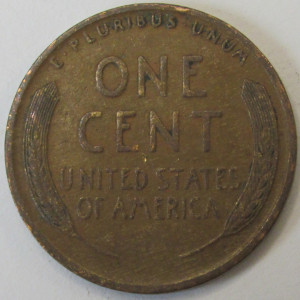 E PLURIBUS UNUM
ONE
CENT
UNITED STATES
OF AMERICA